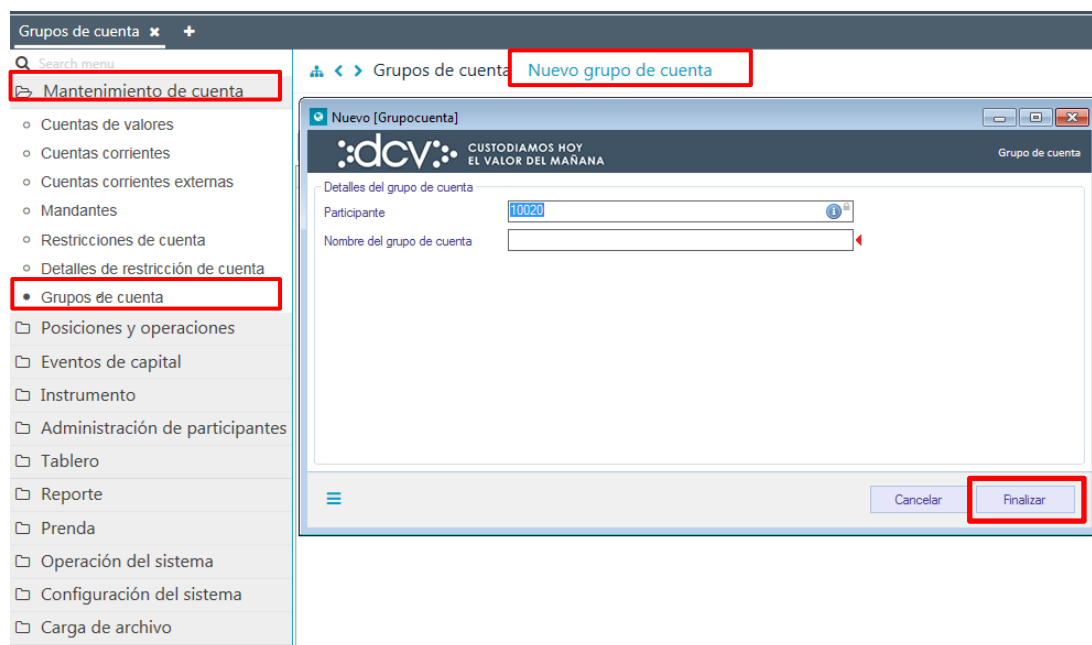 Grupos de cuenta ✖ +
Search menu
Mantenimiento de cuenta
Cuentas de valores
Cuentas corrientes
Cuentas corrientes externas
Mandantes
Restricciones de cuenta
Detalles de restricción de cuenta
Grupos de cuenta
Posiciones y operaciones
Eventos de capital
Instrumento
Administración de participantes
Tablero
Reporte
Prenda
Operación del sistema
Configuración del sistema
Carga de archivo
Grupos de cuenta Nuevo grupo de cuenta
Nuevo [Grupocuenta]
dcv CUSTODIAMOS HOY
EL VALOR DEL MAÑANA
Grupo de cuenta
Detalles del grupo de cuenta
Participante 10020
Nombre del grupo de cuenta
Cancelar Finalizar